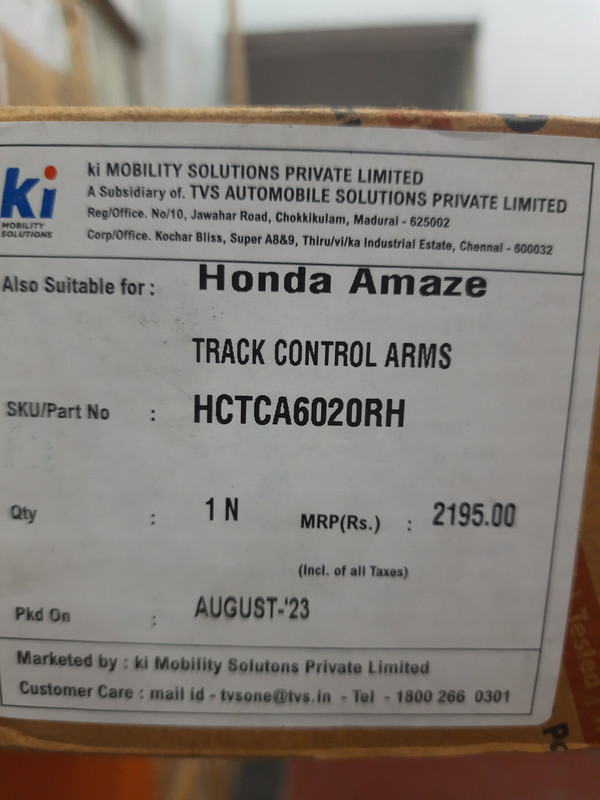 ki MOBILITY SOLUTIONS PRIVATE LIMITED
A Subsidiary of. TVS AUTOMOBILE SOLUTIONS PRIVATE LIMITED
Reg/Office. No/10, Jawahar Road, Chokkikulam, Madurai - 625002
Corp/Office. Kochar Bliss, Super A8&9, Thiru/vi/ka Industrial Estate, Chennai - 600032
ki
MOBILITY
SOLUTIONS
Also Suitable for : Honda Amaze
TRACK CONTROL ARMS
SKU/Part No : HCTCA6020RH
Qty : 1 N MRP(Rs.) : 2195.00
(Incl. of all Taxes)
Pkd On : AUGUST-'23
Marketed by : ki Mobility Solutons Private Limited
Customer Care : mail id - tvsone@tvs.in - Tel - 1800 266 0301
Tested